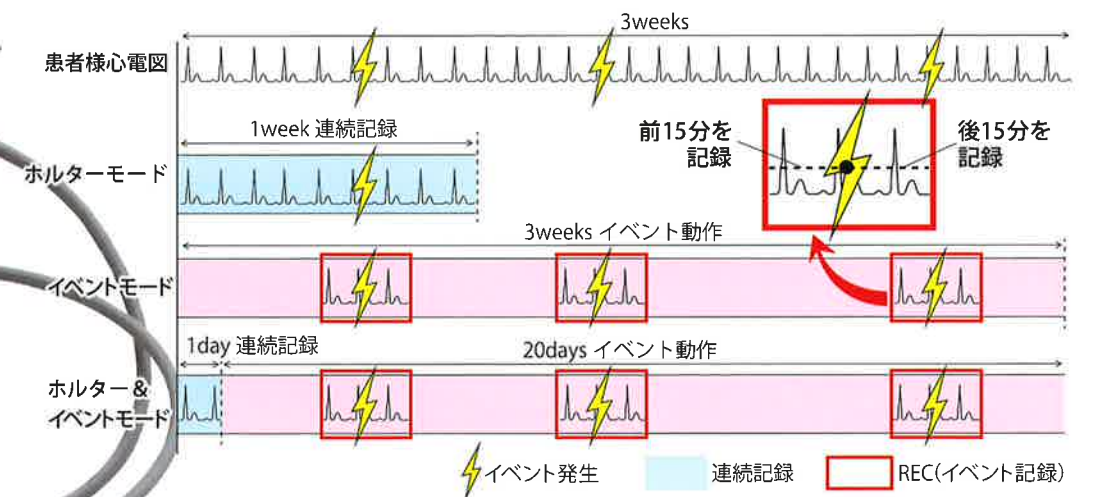 3weeks
患者様心電図
1week 連続記録
ホルターモード
前15分を
記録
後15分を
記録
3weeks イベント動作
イベントモード
1day 連続記録
20days イベント動作
ホルター&
イベントモード
イベント発生
連続記録
REC(イベント記録)